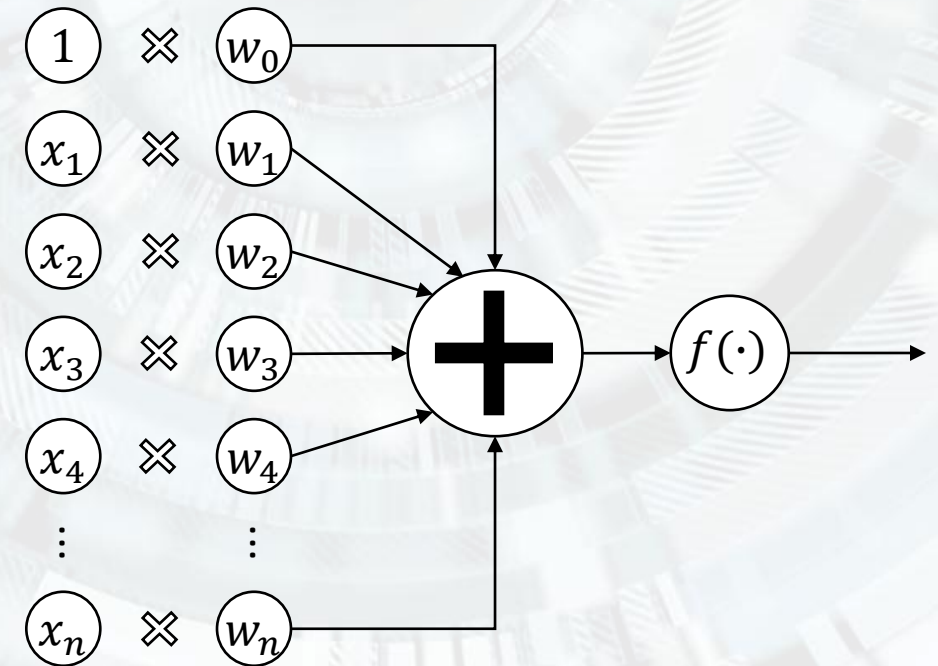 1 × w₀
x₁ × w₁
x₂ × w₂
x₃ × w₃ + f(·)
x₄ × w₄
⋮ ⋮
xₙ × wₙ